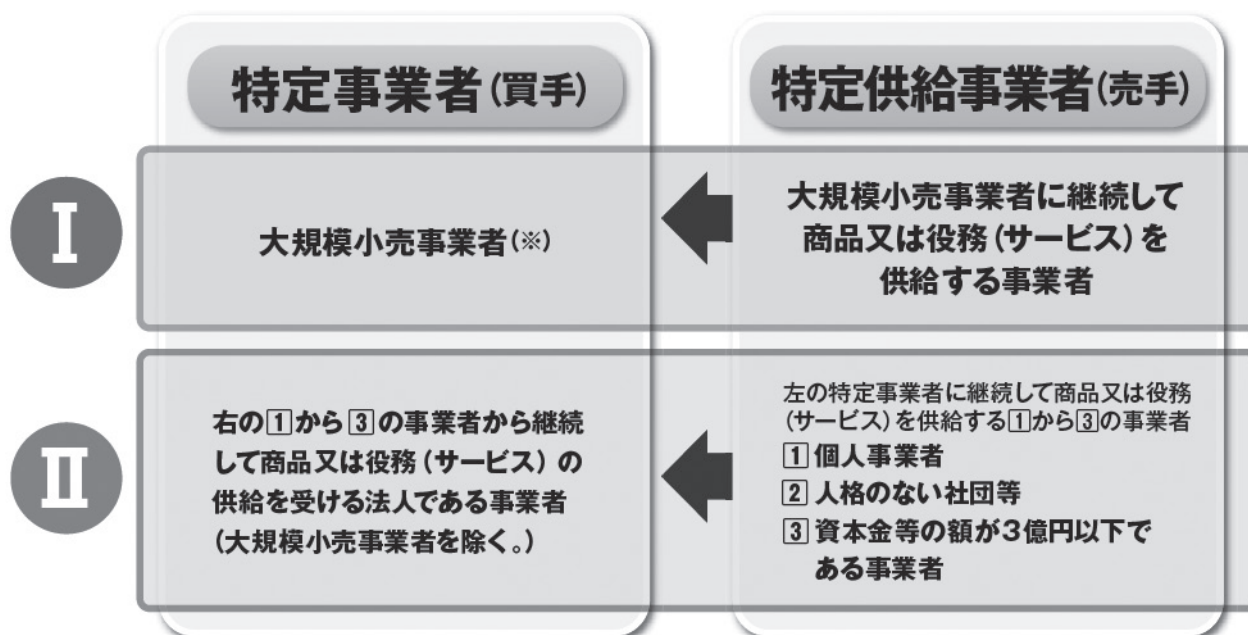 特定事業者(買手)
特定供給事業者(売手)
I
大規模小売事業者(※)
大規模小売事業者に継続して
商品又は役務(サービス)を
供給する事業者
II
右の1から3の事業者から継続
して商品又は役務(サービス)の
供給を受ける法人である事業者
(大規模小売事業者を除く。)
左の特定事業者に継続して商品又は役務
(サービス)を供給する1から3の事業者
1 個人事業者
2 人格のない社団等
3 資本金等の額が3億円以下で
ある事業者